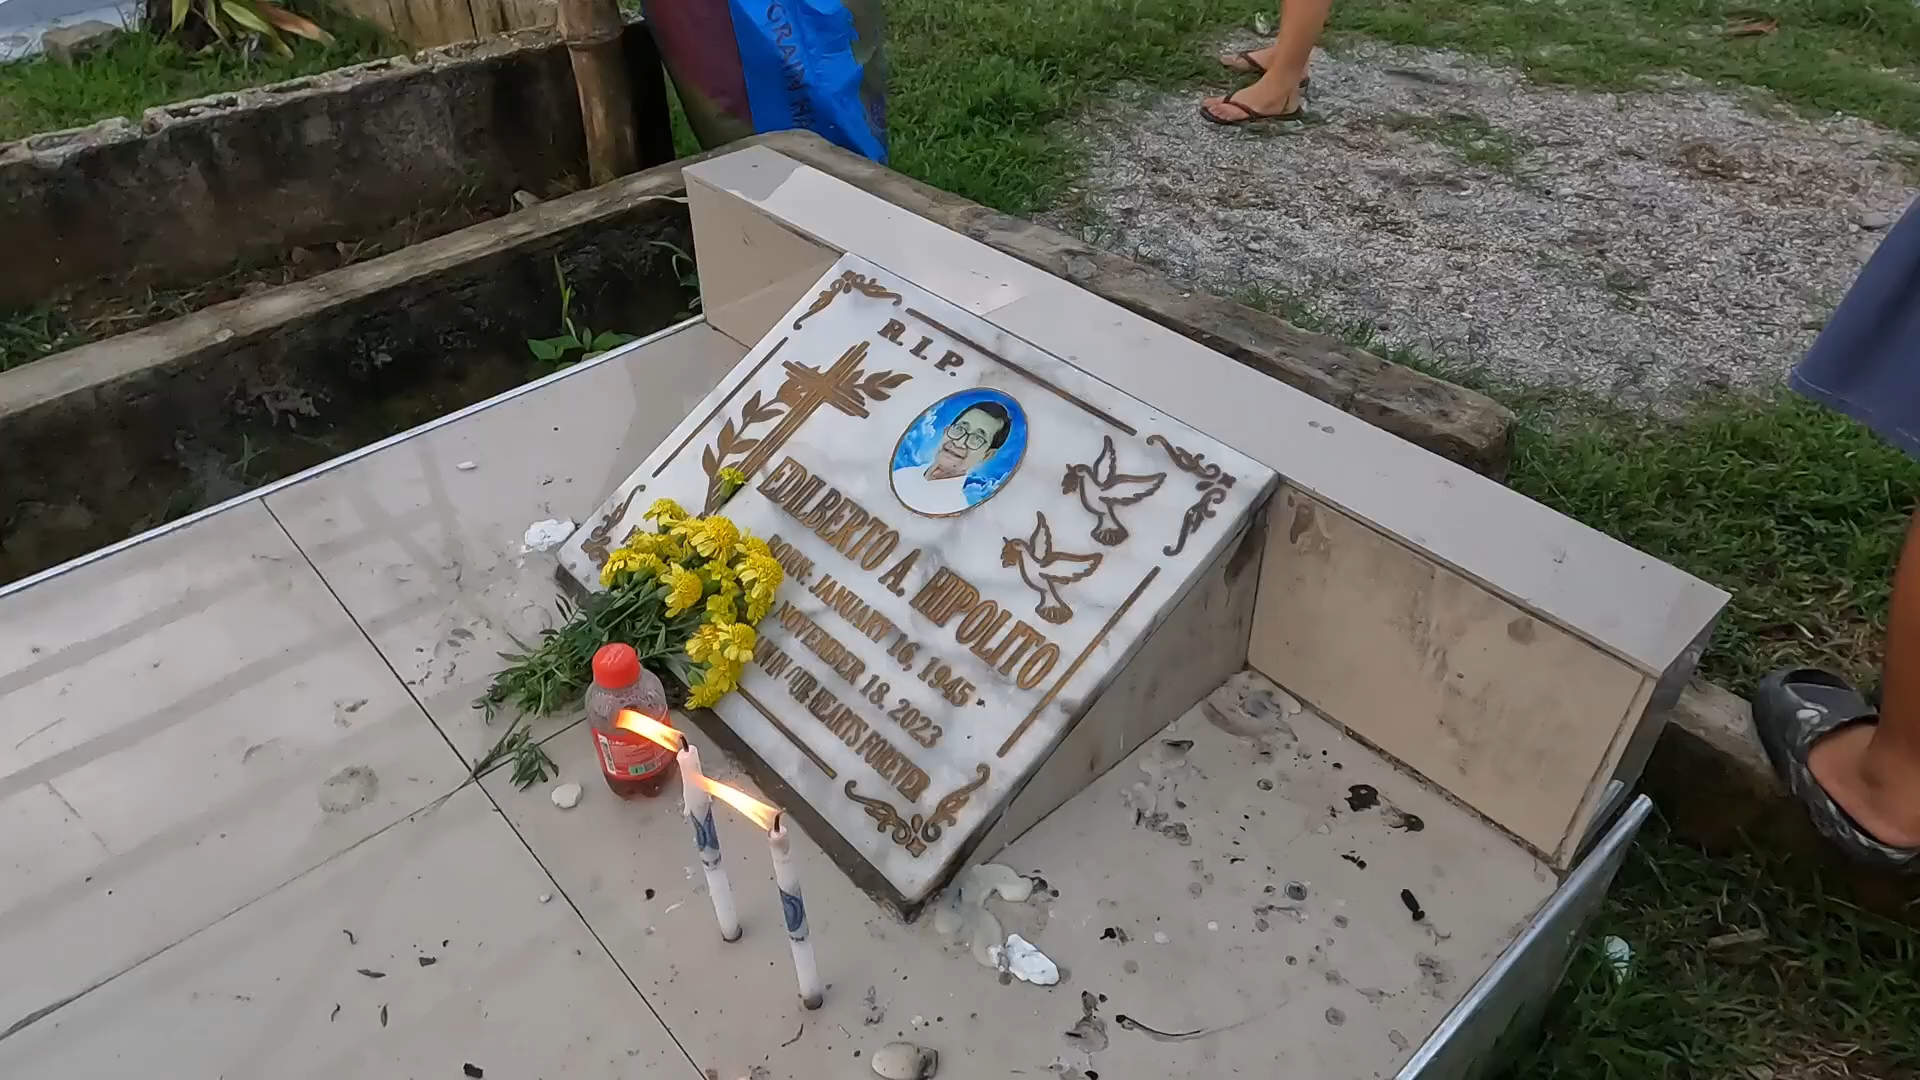 R.I.P.
EDILBERTO A. HIPOLITO
BORN: JANUARY 16, 1945
NOVEMBER 18, 2023
IN OUR HEARTS FOREVER